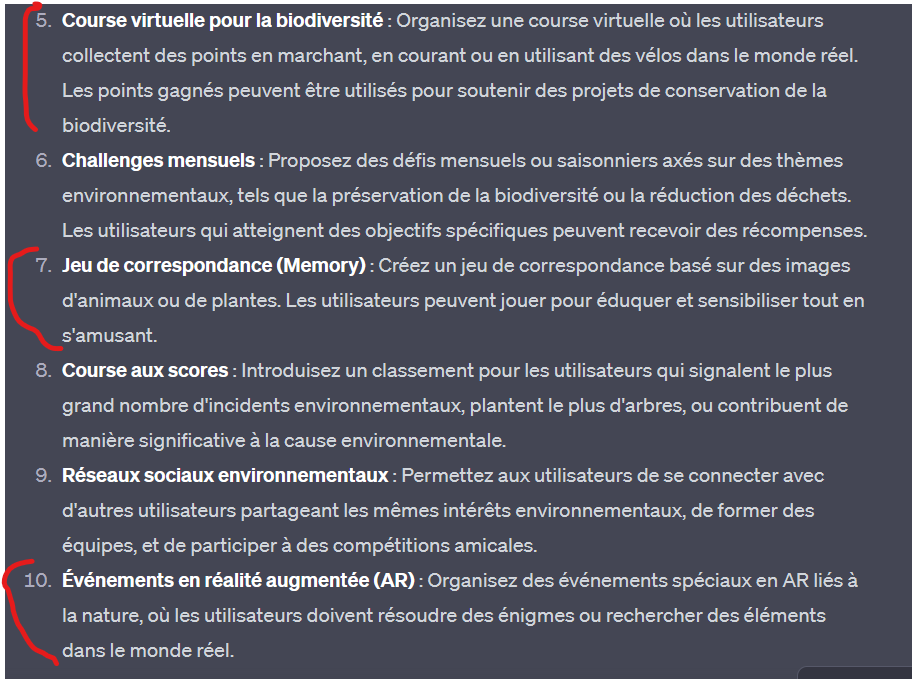 5. Course virtuelle pour la biodiversité : Organisez une course virtuelle où les utilisateurs
collectent des points en marchant, en courant ou en utilisant des vélos dans le monde réel.
Les points gagnés peuvent être utilisés pour soutenir des projets de conservation de la
biodiversité.
6. Challenges mensuels : Proposez des défis mensuels ou saisonniers axés sur des thèmes
environnementaux, tels que la préservation de la biodiversité ou la réduction des déchets.
Les utilisateurs qui atteignent des objectifs spécifiques peuvent recevoir des récompenses.
7. Jeu de correspondance (Memory) : Créez un jeu de correspondance basé sur des images
d'animaux ou de plantes. Les utilisateurs peuvent jouer pour éduquer et sensibiliser tout en
s'amusant.
8. Course aux scores : Introduisez un classement pour les utilisateurs qui signalent le plus
grand nombre d'incidents environnementaux, plantent le plus d'arbres, ou contribuent de
manière significative à la cause environnementale.
9. Réseaux sociaux environnementaux : Permettez aux utilisateurs de se connecter avec
d'autres utilisateurs partageant les mêmes intérêts environnementaux, de former des
équipes, et de participer à des compétitions amicales.
10. Événements en réalité augmentée (AR) : Organisez des événements spéciaux en AR liés à
la nature, où les utilisateurs doivent résoudre des énigmes ou rechercher des éléments
dans le monde réel.